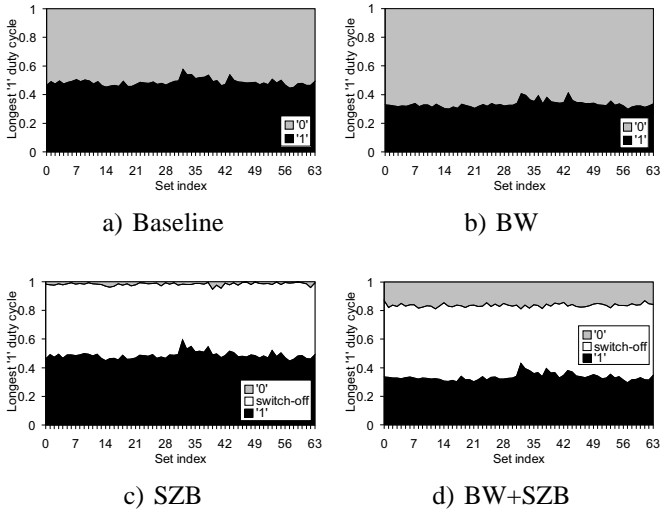 Longest '1' duty cycle
1
0.8
0.6
0.4
0.2
0
'0'
'1'
0 7 14 21 28 35 42 49 56 63
Set index
a) Baseline
Longest '1' duty cycle
1
0.8
0.6
0.4
0.2
0
'0'
'1'
0 7 14 21 28 35 42 49 56 63
Set index
b) BW
Longest '1' duty cycle
1
0.8
0.6
0.4
0.2
0
'0'
switch-off
'1'
0 7 14 21 28 35 42 49 56 63
Set index
c) SZB
Longest '1' duty cycle
1
0.8
0.6
0.4
0.2
0
'0'
switch-off
'1'
0 7 14 21 28 35 42 49 56 63
Set index
d) BW+SZB